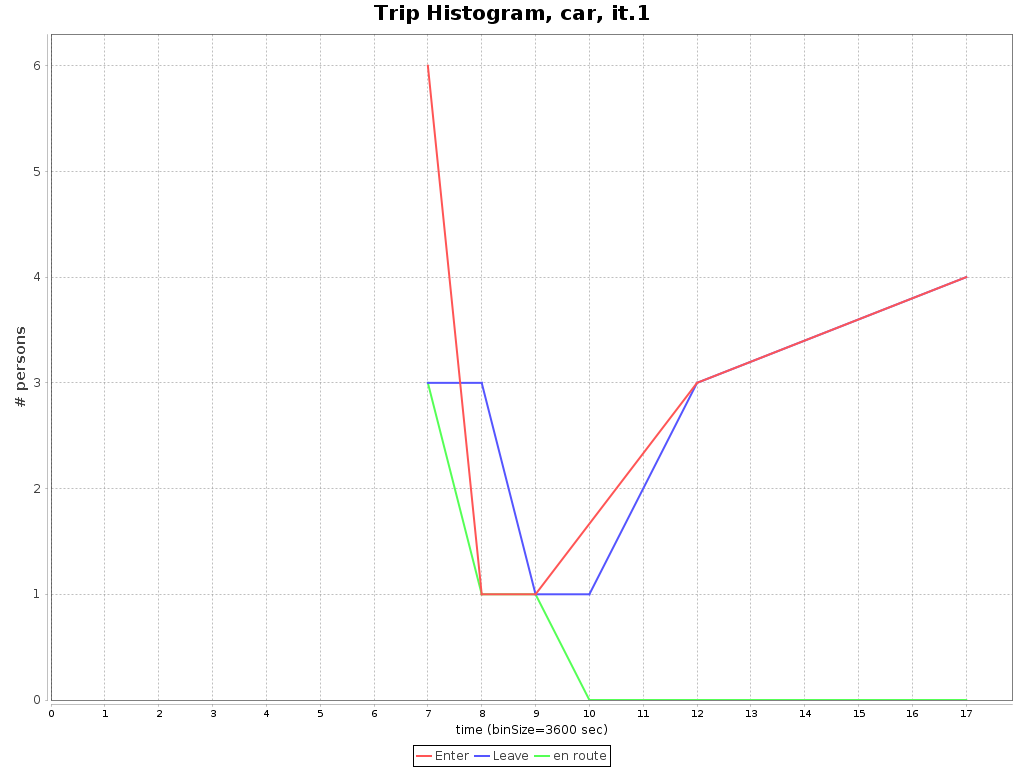 Trip Histogram, car, it.1
# persons
6
5
4
3
2
1
0
0 1 2 3 4 5 6 7 8 9 10 11 12 13 14 15 16 17
time (binSize=3600 sec)
Enter Leave en route